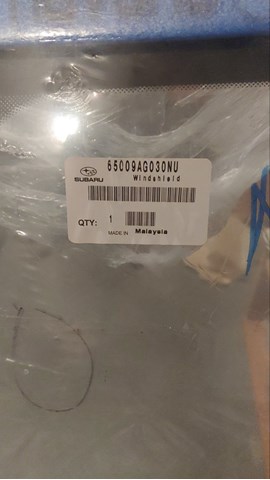 65009AG030NU
SUBARU Windshield
QTY: 1
MADE IN Malaysia